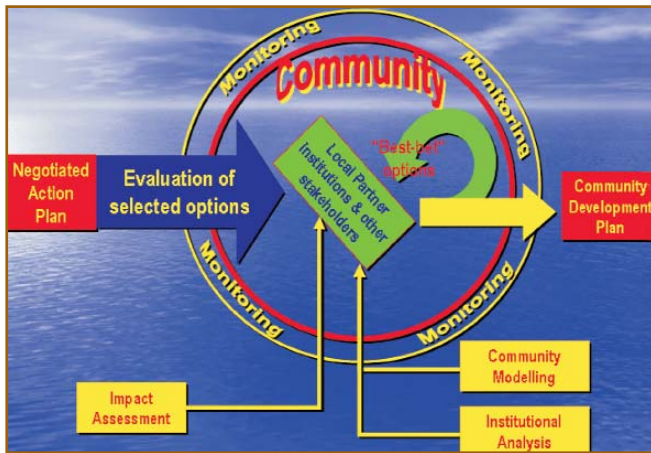 Monitoring
Monitoring
Community
"Best-bet"
options
Local Partner
Institutions & other
stakeholders
Negotiated
Action
Plan
Evaluation of
selected options
Community
Development
Plan
Monitoring
Monitoring
Impact
Assessment
Community
Modelling
Institutional
Analysis